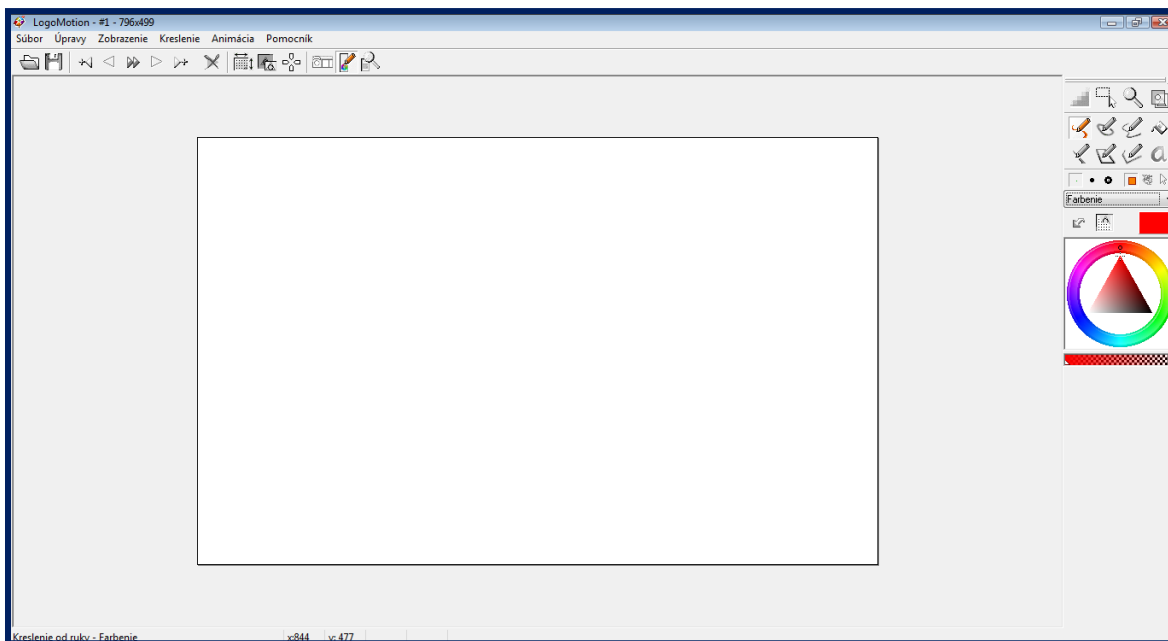 LogoMotion - #1 - 796x499
Súbor Úpravy Zobrazenie Kreslenie Animácia Pomocník
Farbenie
Kreslenie od ruky - Farbenie x:844 y: 477